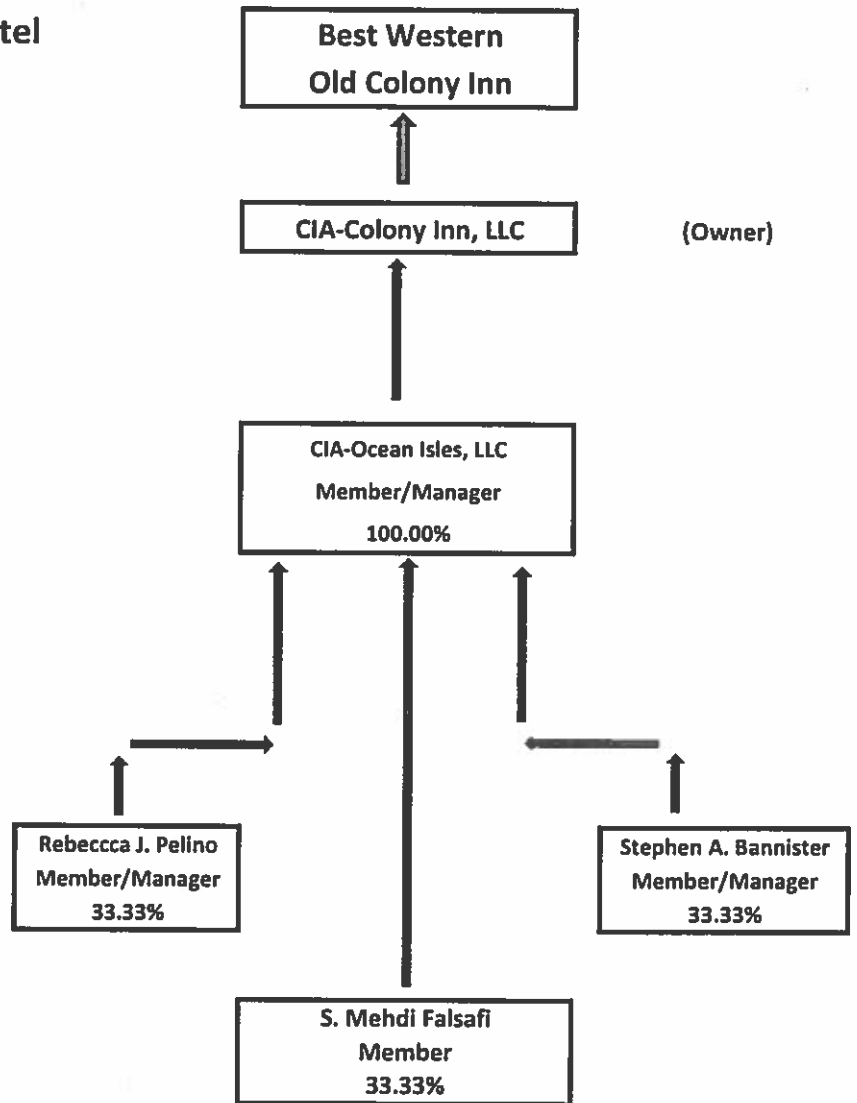 tel
Best Western
Old Colony Inn
CIA-Colony Inn, LLC
(Owner)
CIA-Ocean Isles, LLC
Member/Manager
100.00%
Rebeccca J. Pelino
Member/Manager
33.33%
Stephen A. Bannister
Member/Manager
33.33%
S. Mehdi Falsafi
Member
33.33%